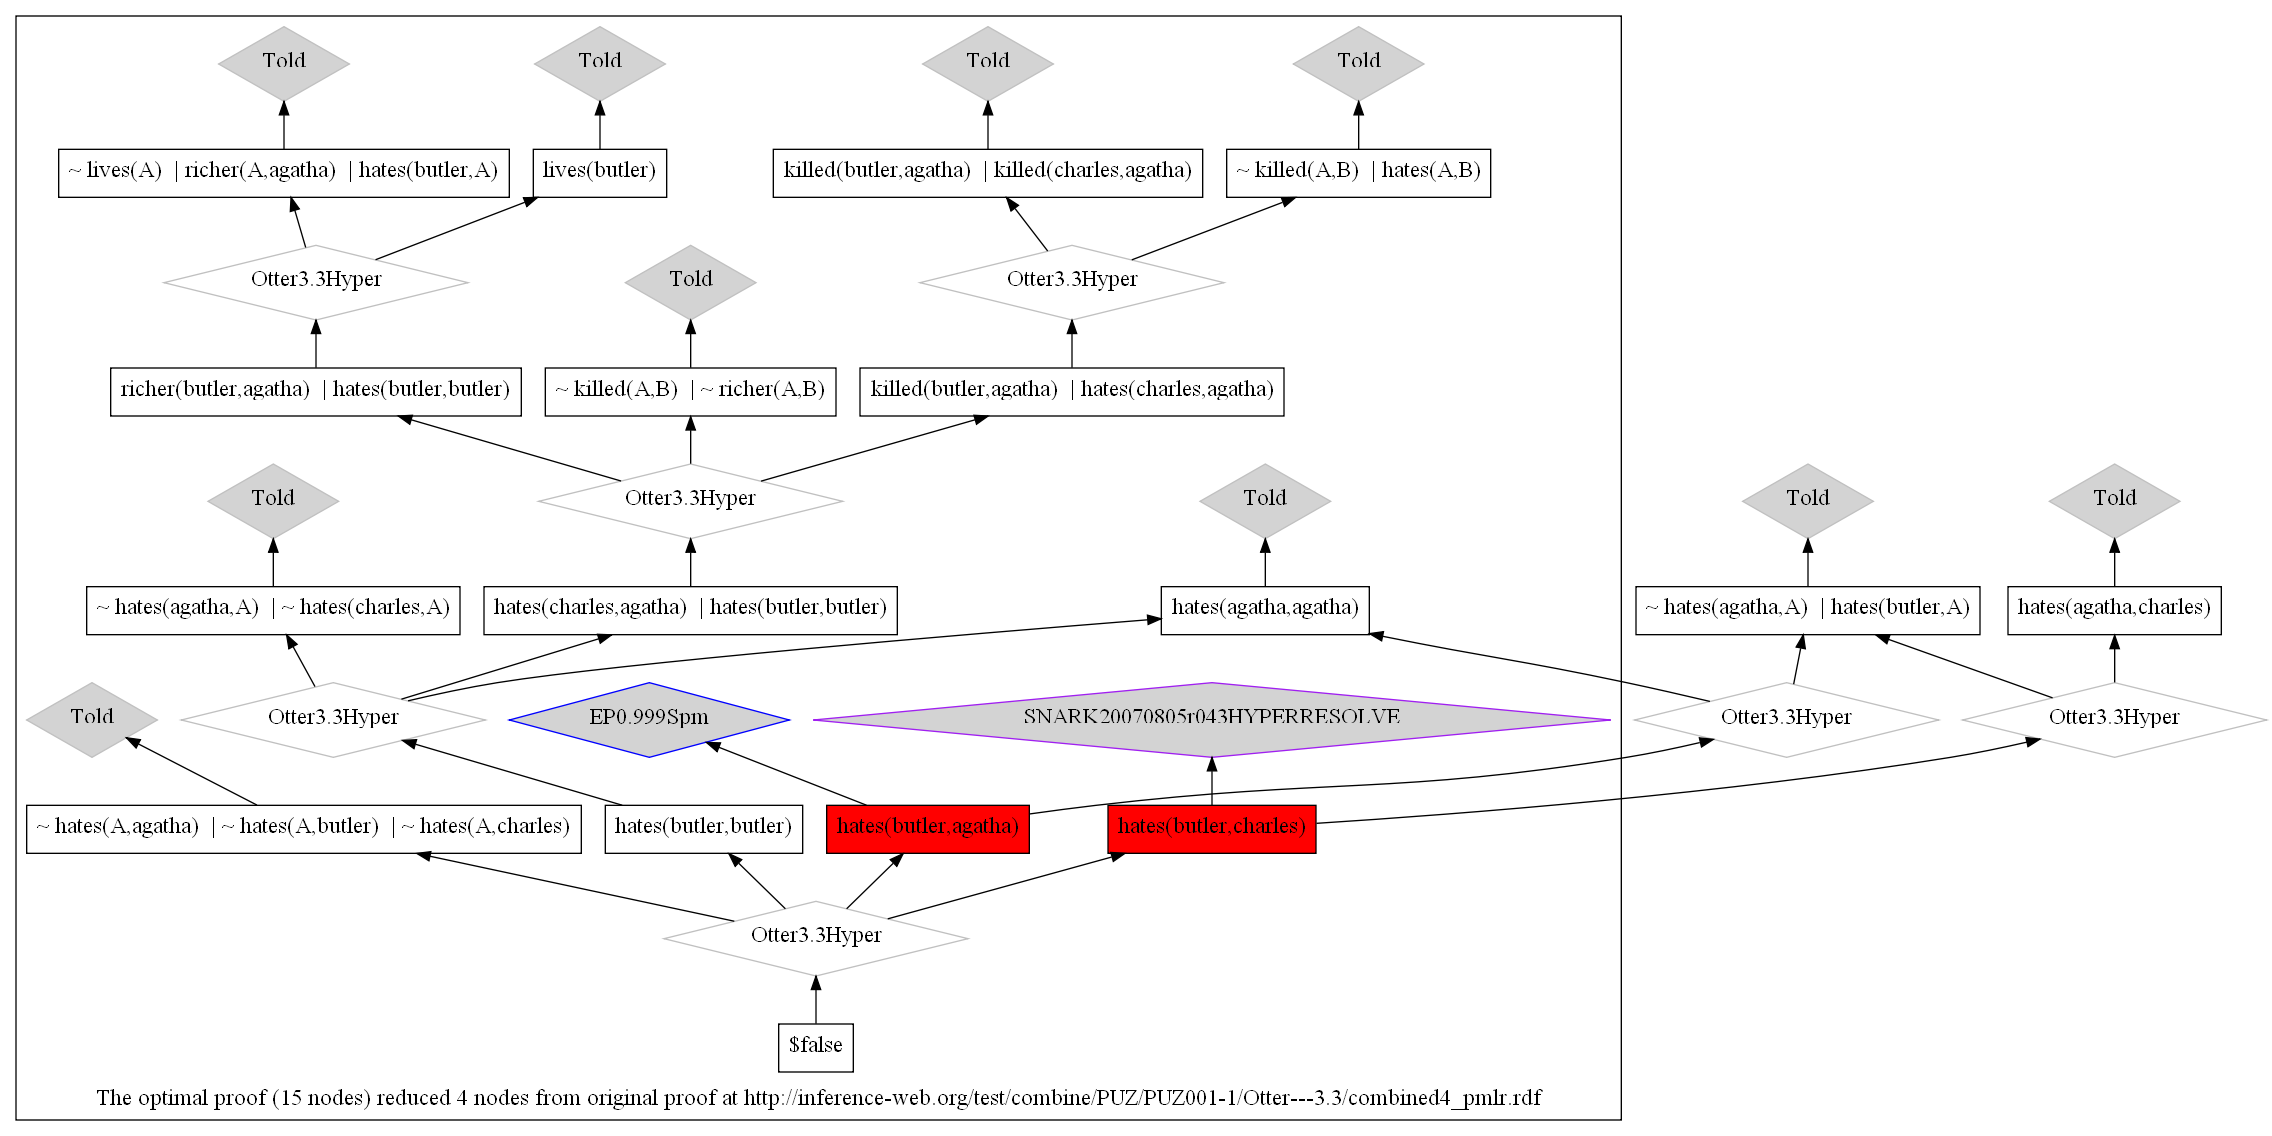 Told
Told
Told
Told
~ lives(A) | richer(A,agatha) | hates(butler,A)
lives(butler)
killed(butler,agatha) | killed(charles,agatha)
~ killed(A,B) | hates(A,B)
Otter3.3Hyper
Told
Otter3.3Hyper
richer(butler,agatha) | hates(butler,butler)
~ killed(A,B) | ~ richer(A,B)
killed(butler,agatha) | hates(charles,agatha)
Told
Otter3.3Hyper
Told
Told
Told
~ hates(agatha,A) | ~ hates(charles,A)
hates(charles,agatha) | hates(butler,butler)
hates(agatha,agatha)
~ hates(agatha,A) | hates(butler,A)
hates(agatha,charles)
Told
Otter3.3Hyper
EP0.999Spm
SNARK20070805r043HYPERRESOLVE
Otter3.3Hyper
Otter3.3Hyper
~ hates(A,agatha) | ~ hates(A,butler) | ~ hates(A,charles)
hates(butler,butler)
hates(butler,agatha)
hates(butler,charles)
Otter3.3Hyper
$false
The optimal proof (15 nodes) reduced 4 nodes from original proof at http://inference-web.org/test/combine/PUZ/PUZ001-1/Otter---3.3/combined4_pmlr.rdf